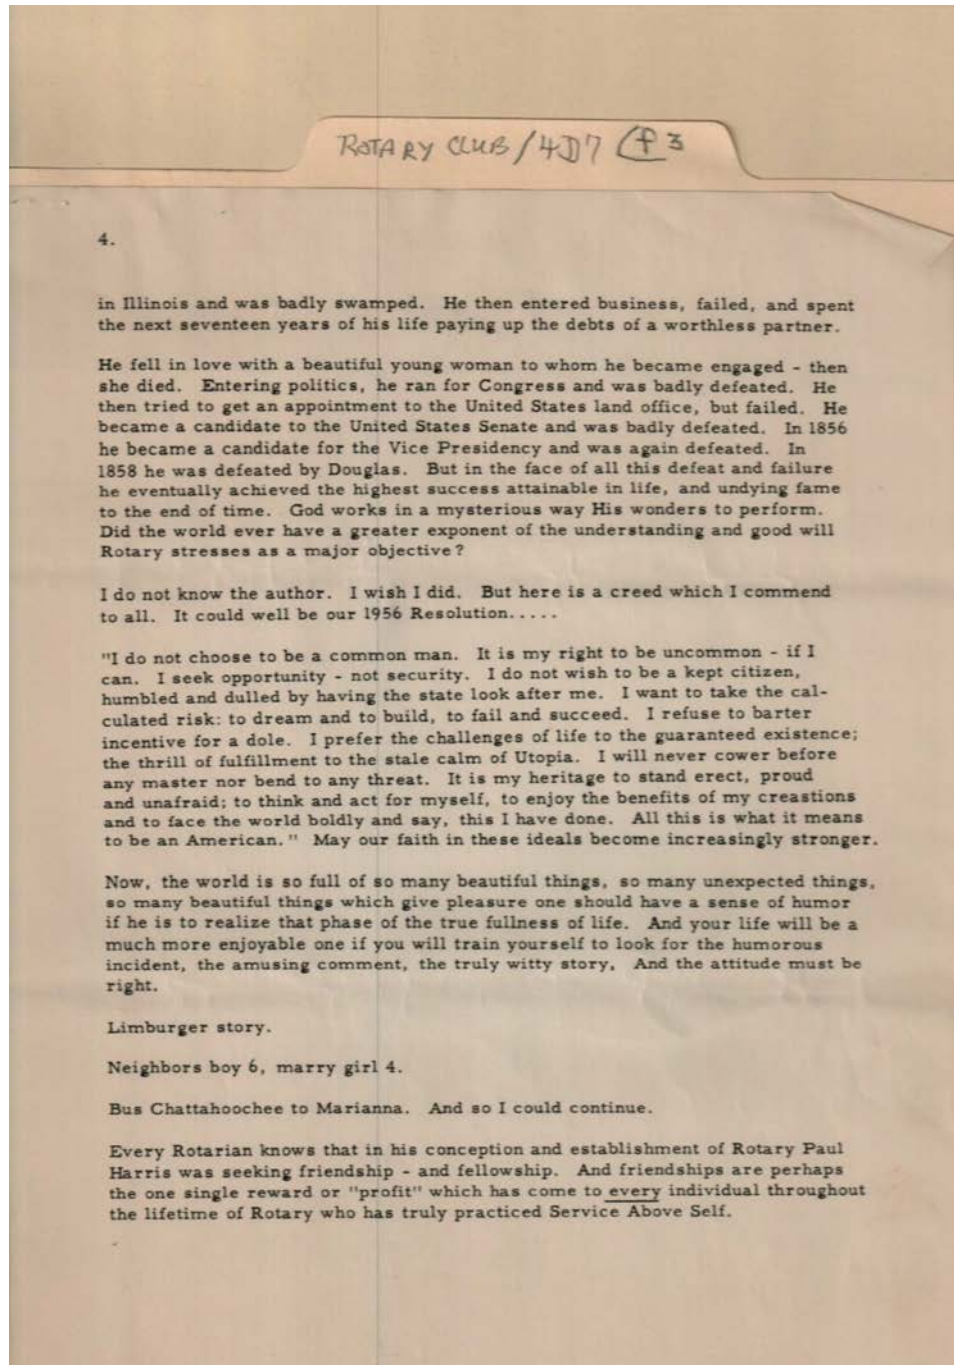 ROTARY CLUB/4D7 (f 3
4.
in Illinois and was badly swamped. He then entered business, failed, and spent
the next seventeen years of his life paying up the debts of a worthless partner.
He fell in love with a beautiful young woman to whom he became engaged - then
she died. Entering politics, he ran for Congress and was badly defeated. He
then tried to get an appointment to the United States land office, but failed. He
became a candidate to the United States Senate and was badly defeated. In 1856
he became a candidate for the Vice Presidency and was again defeated. In
1858 he was defeated by Douglas. But in the face of all this defeat and failure
he eventually achieved the highest success attainable in life, and undying fame
to the end of time. God works in a mysterious way His wonders to perform.
Did the world ever have a greater exponent of the understanding and good will
Rotary stresses as a major objective?
I do not know the author. I wish I did. But here is a creed which I commend
to all. It could well be our 1956 Resolution.....
"I do not choose to be a common man. It is my right to be uncommon - if I
can. I seek opportunity - not security. I do not wish to be a kept citizen,
humbled and dulled by having the state look after me. I want to take the cal-
culated risk: to dream and to build, to fail and succeed. I refuse to barter
incentive for a dole. I prefer the challenges of life to the guaranteed existence;
the thrill of fulfillment to the stale calm of Utopia. I will never cower before
any master nor bend to any threat. It is my heritage to stand erect, proud
and unafraid; to think and act for myself, to enjoy the benefits of my creastions
and to face the world boldly and say, this I have done. All this is what it means
to be an American." May our faith in these ideals become increasingly stronger.
Now, the world is so full of so many beautiful things, so many unexpected things,
so many beautiful things which give pleasure one should have a sense of humor
if he is to realize that phase of the true fullness of life. And your life will be a
much more enjoyable one if you will train yourself to look for the humorous
incident, the amusing comment, the truly witty story. And the attitude must be
right.
Limburger story.
Neighbors boy 6, marry girl 4.
Bus Chattahoochee to Marianna. And so I could continue.
Every Rotarian knows that in his conception and establishment of Rotary Paul
Harris was seeking friendship - and fellowship. And friendships are perhaps
the one single reward or "profit" which has come to every individual throughout
the lifetime of Rotary who has truly practiced Service Above Self.